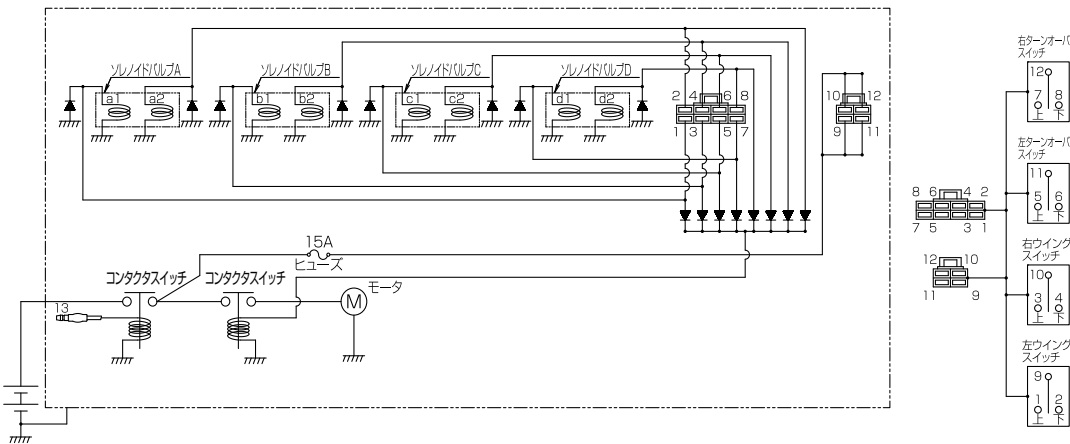 ソレノイドバルブA
ソレノイドバルブB
ソレノイドバルブC
ソレノイドバルブD
a1 a2
b1 b2
c1 c2
d1 d2
2 4 6 8
1 3 5 7
10 12
9 11
15A
ヒューズ
コンタクタスイッチ
コンタクタスイッチ
モータ
M
13
8 6 4 2
7 5 3 1
12 10
11 9
右ターンオーバ
スイッチ
12
7 8
上 下
左ターンオーバ
スイッチ
11
5 6
上 下
右ウイング
スイッチ
10
3 4
上 下
左ウイング
スイッチ
9
1 2
上 下